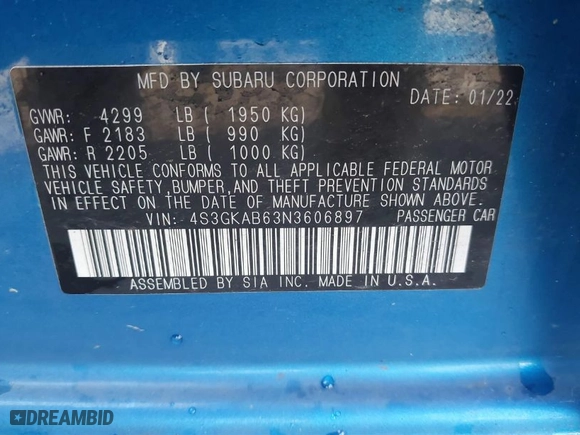 MFD BY SUBARU CORPORATION
DATE: 01/22
GVWR: 4299 LB ( 1950 KG)
GAWR: F 2183 LB ( 990 KG)
GAWR: R 2205 LB ( 1000 KG)
THIS VEHICLE CONFORMS TO ALL APPLICABLE FEDERAL MOTOR
VEHICLE SAFETY, BUMPER, AND THEFT PREVENTION STANDARDS
IN EFFECT ON THE DATE OF MANUFACTURE SHOWN ABOVE.
VIN: 4S3GKAB63N3606897 PASSENGER CAR
ASSEMBLED BY SIA INC. MADE IN U.S.A.
DREAMBID